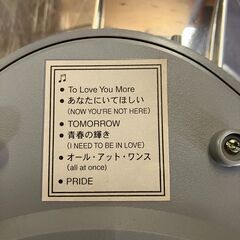 ♫
• To Love You More
• あなたにいてほしい
(NOW YOU'RE NOT HERE)
• TOMORROW
• 青春の輝き
(I NEED TO BE IN LOVE)
• オール・アット・ワンス
(all at once)
• PRIDE